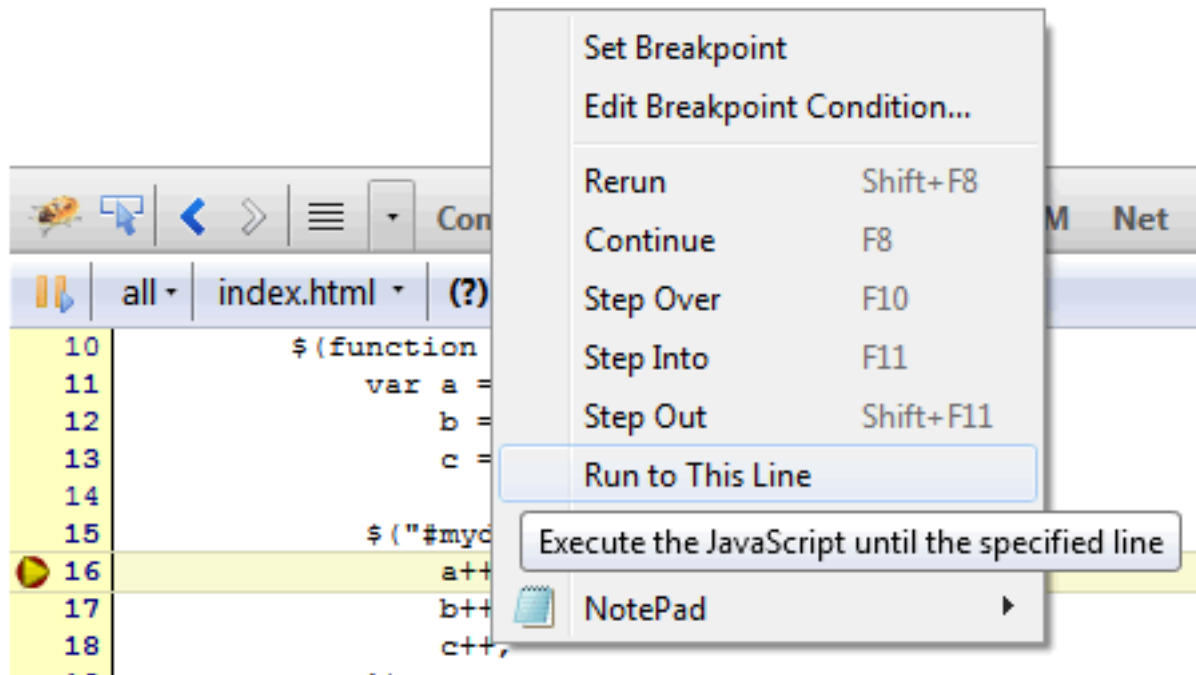 Set Breakpoint
Edit Breakpoint Condition...
Rerun Shift+F8
Continue F8
Step Over F10
Step Into F11
Step Out Shift+F11
Run to This Line
Execute the JavaScript until the specified line
NotePad
Net
all index.html (?)
10 $(function
11 var a =
12 b =
13 c =
14
15 $("#myd
16 a++
17 b++
18 c++,